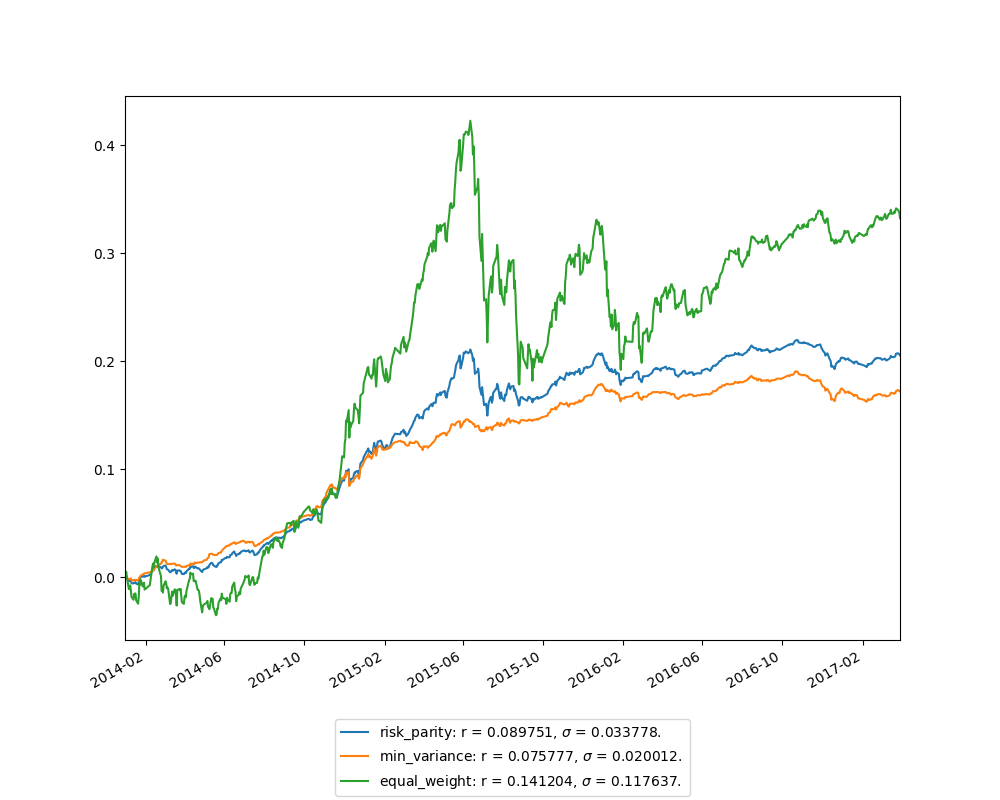 0.4
0.3
0.2
0.1
0.0
2014-02 2014-06 2014-10 2015-02 2015-06 2015-10 2016-02 2016-06 2016-10 2017-02
risk_parity: r = 0.089751, σ = 0.033778.
min_variance: r = 0.075777, σ = 0.020012.
equal_weight: r = 0.141204, σ = 0.117637.